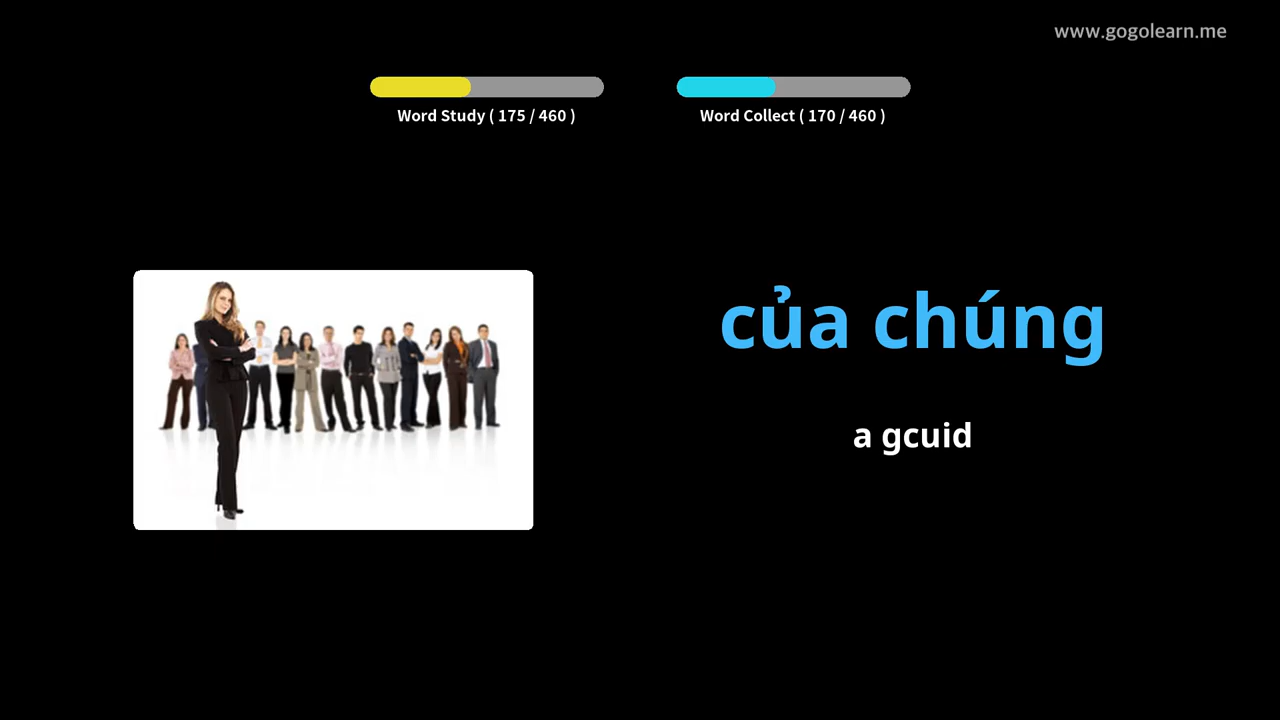 www.gogolearn.me
Word Study ( 175 / 460 )
Word Collect ( 170 / 460 )
của chúng
a gcuid